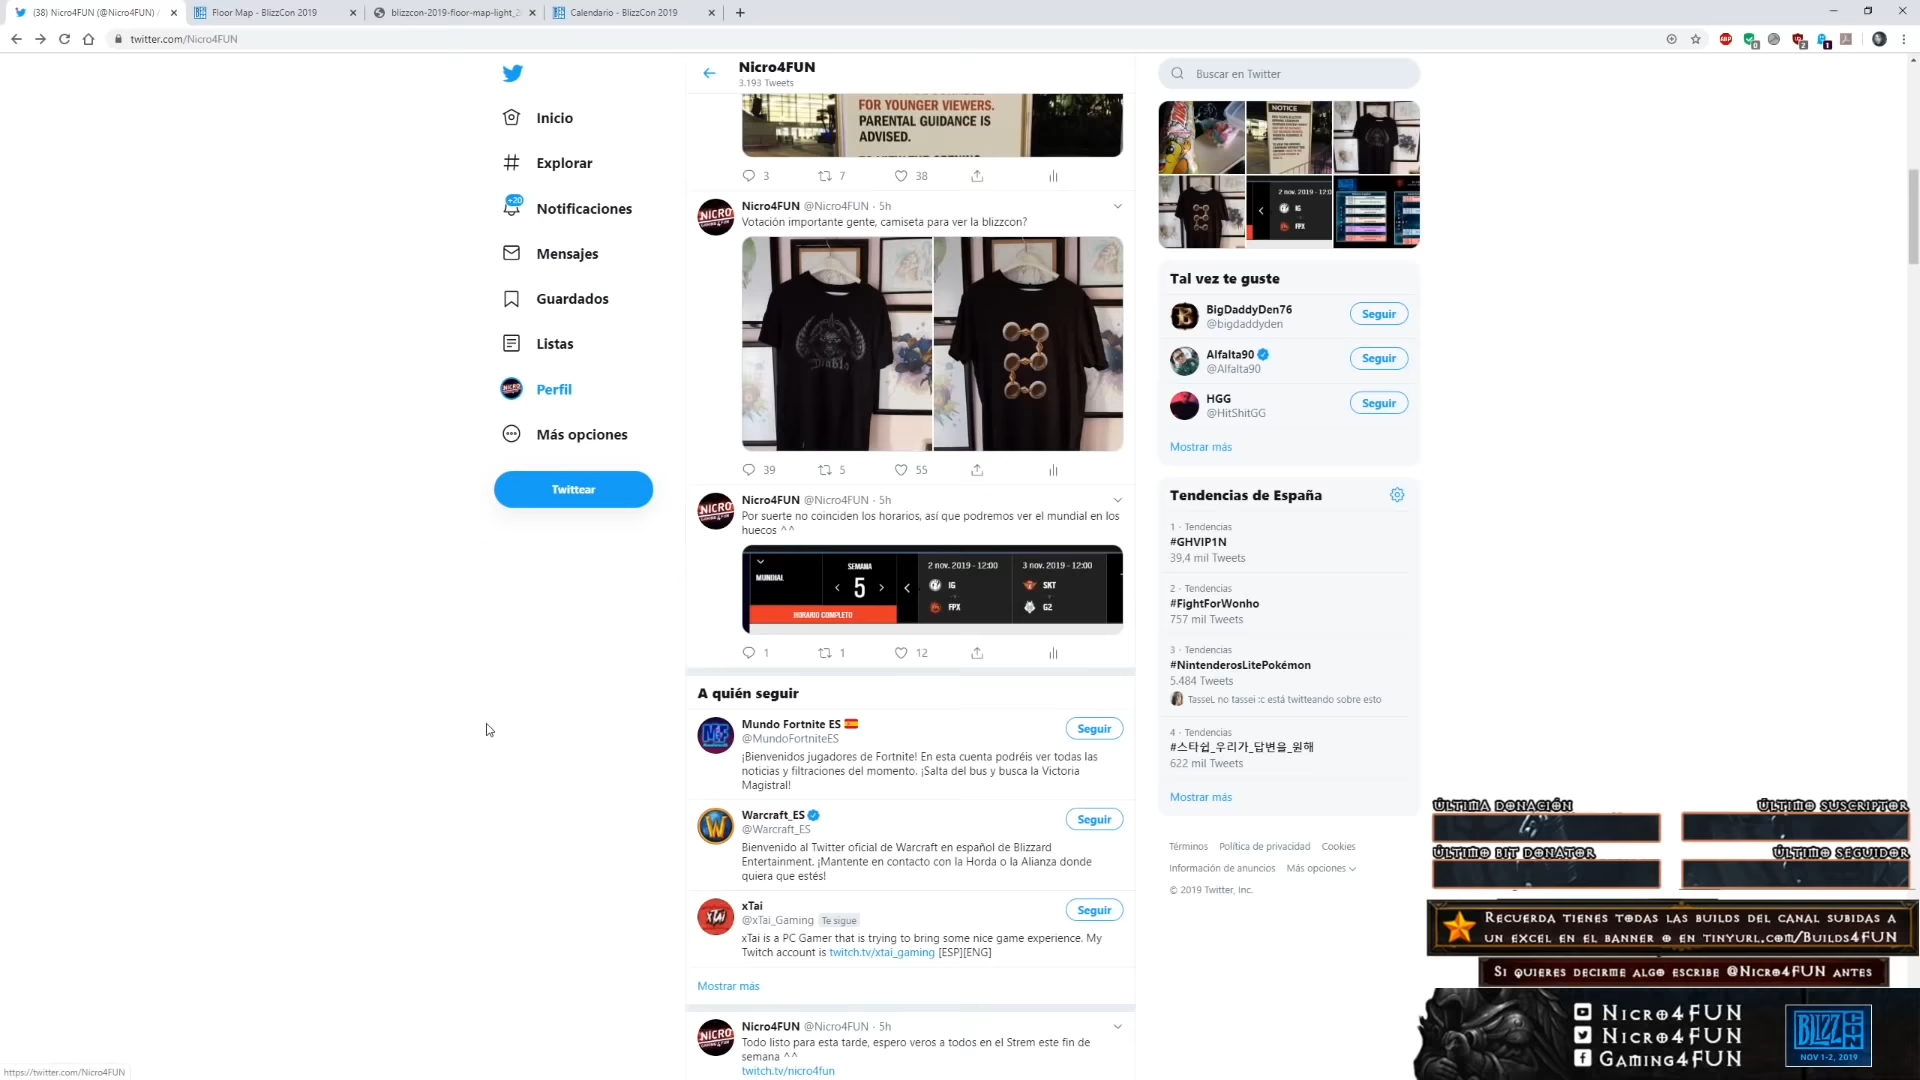 (38) Nicro4FUN (@Nicro4FUN) /
Floor Map - BlizzCon 2019
blizzcon-2019-floor-map-light_2
Calendario - BlizzCon 2019
twitter.com/Nicro4FUN
Inicio
Explorar
+20
Notificaciones
Mensajes
Guardados
Listas
Perfil
Más opciones
Twittear
Nicro4FUN
3.193 Tweets
FOR YOUNGER VIEWERS.
PARENTAL GUIDANCE IS
ADVISED.
3 7 38
Nicro4FUN @Nicro4FUN · 5h
Votación importante gente, camiseta para ver la blizzcon?
Diablo
39 5 55
Nicro4FUN @Nicro4FUN · 5h
Por suerte no coinciden los horarios, así que podremos ver el mundial en los
huecos ^^
MUNDIAL
SEMANA
5
HORARIO COMPLETO
2 nov. 2019 - 12:00
IG
FPX
3 nov. 2019 - 12:00
SKT
G2
1 1 12
A quién seguir
Mundo Fortnite ES
@MundoFortniteES
Seguir
¡Bienvenidos jugadores de Fortnite! En esta cuenta podréis ver todas las
noticias y filtraciones del momento. ¡Salta del bus y busca la Victoria
Magistral!
Warcraft_ES
@Warcraft_ES
Seguir
Bienvenido al Twitter oficial de Warcraft en español de Blizzard
Entertainment. ¡Mantente en contacto con la Horda o la Alianza donde
quiera que estés!
xTai
@xTai_Gaming Te sigue
Seguir
xTai is a PC Gamer that is trying to bring some nice game experience. My
Twitch account is twitch.tv/xtai_gaming [ESP][ENG]
Mostrar más
Nicro4FUN @Nicro4FUN · 5h
Todo listo para esta tarde, espero veros a todos en el Strem este fin de
semana ^^
twitch.tv/nicro4fun
Buscar en Twitter
NOTICE
2 nov. 2019 - 12:0
IG
FPX
Tal vez te guste
BigDaddyDen76
@bigdaddyden
Seguir
Alfalta90
@Alfalta90
Seguir
HGG
@HitShitGG
Seguir
Mostrar más
Tendencias de España
1 · Tendencias
#GHVIP1N
39,4 mil Tweets
2 · Tendencias
#FightForWonho
757 mil Tweets
3 · Tendencias
#NintenderosLitePokémon
5.484 Tweets
TasseL no tassei :c está twitteando sobre esto
4 · Tendencias
#스타쉽_우리가_답변을_원해
622 mil Tweets
Mostrar más
Términos Política de privacidad Cookies
Información de anuncios Más opciones
© 2019 Twitter, Inc.
ÚLTIMA DONACIÓN
ÚLTIMO SUSCRIPTOR
ÚLTIMO BIT DONATOR
ÚLTIMO SEGUIDOR
RECUERDA TIENES TODAS LAS BUILDS DEL CANAL SUBIDAS A
UN EXCEL EN EL BANNER O EN TINYURL.COM/BUILDS4FUN
SI QUIERES DECIRME ALGO ESCRIBE @NICRO4FUN ANTES
NICRO4FUN
NICRO4FUN
GAMING4FUN
BLIZZCON
NOV 1-2, 2019
https://twitter.com/Nicro4FUN